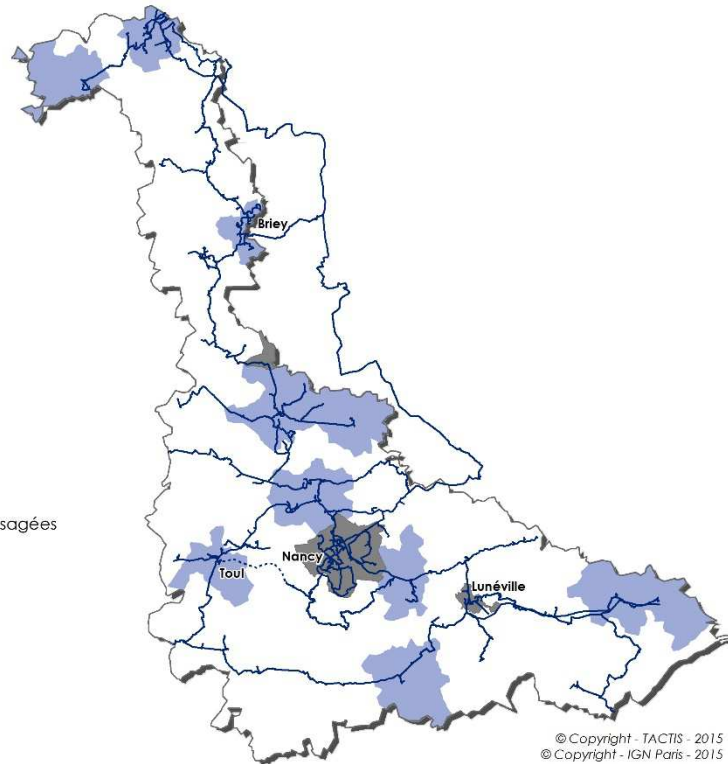 Briey
sagées
Nancy
Toul
Lunéville
© Copyright - TACTIS - 2015
© Copyright - IGN Paris - 2015